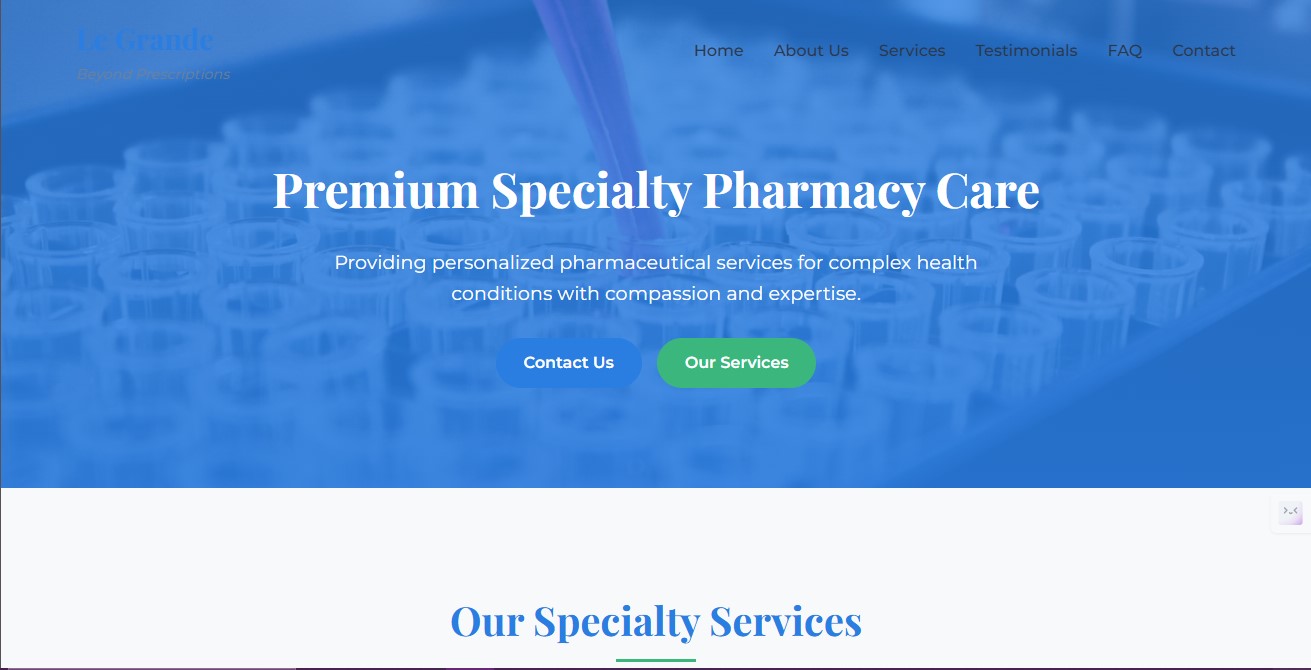 Le Grande
Beyond Prescriptions
Home About Us Services Testimonials FAQ Contact
Premium Specialty Pharmacy Care
Providing personalized pharmaceutical services for complex health
conditions with compassion and expertise.
Contact Us Our Services
Our Specialty Services